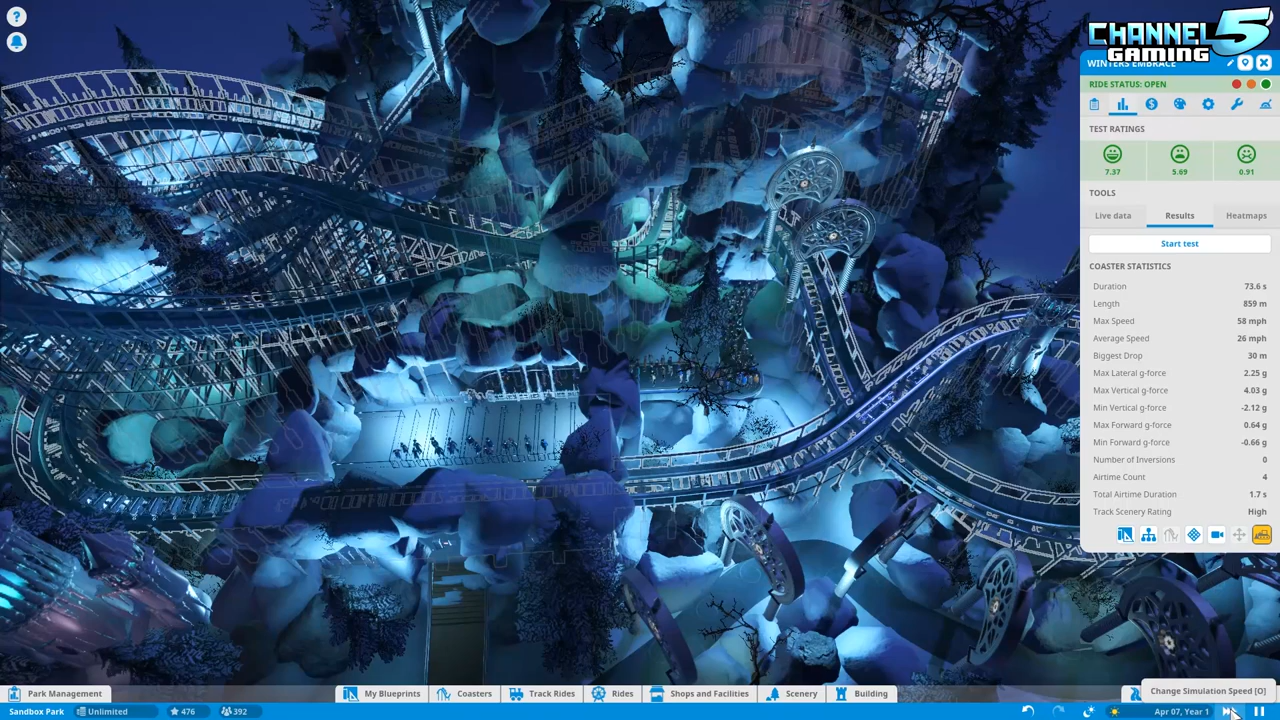 CHANNEL 5
GAMING
WINTERS EMBRACE
RIDE STATUS: OPEN
TEST RATINGS
7.37 5.69 0.91
TOOLS
Live data Results Heatmaps
Start test
COASTER STATISTICS
Duration 73.6 s
Length 859 m
Max Speed 58 mph
Average Speed 26 mph
Biggest Drop 30 m
Max Lateral g-force 2.25 g
Max Vertical g-force 4.03 g
Min Vertical g-force -2.12 g
Max Forward g-force 0.64 g
Min Forward g-force -0.66 g
Number of Inversions 0
Airtime Count 4
Total Airtime Duration 1.7 s
Track Scenery Rating High
Change Simulation Speed [O]
Park Management My Blueprints Coasters Track Rides Rides Shops and Facilities Scenery Building
Sandbox Park Unlimited 476 392 Apr 07, Year 1